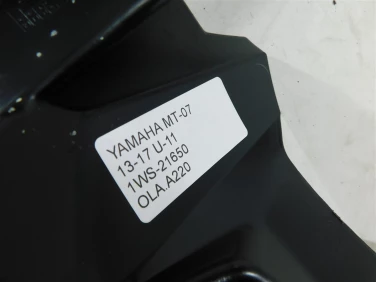 YAMAHA MT-07
13-17 U-11
1WS-21650
OLA.A220